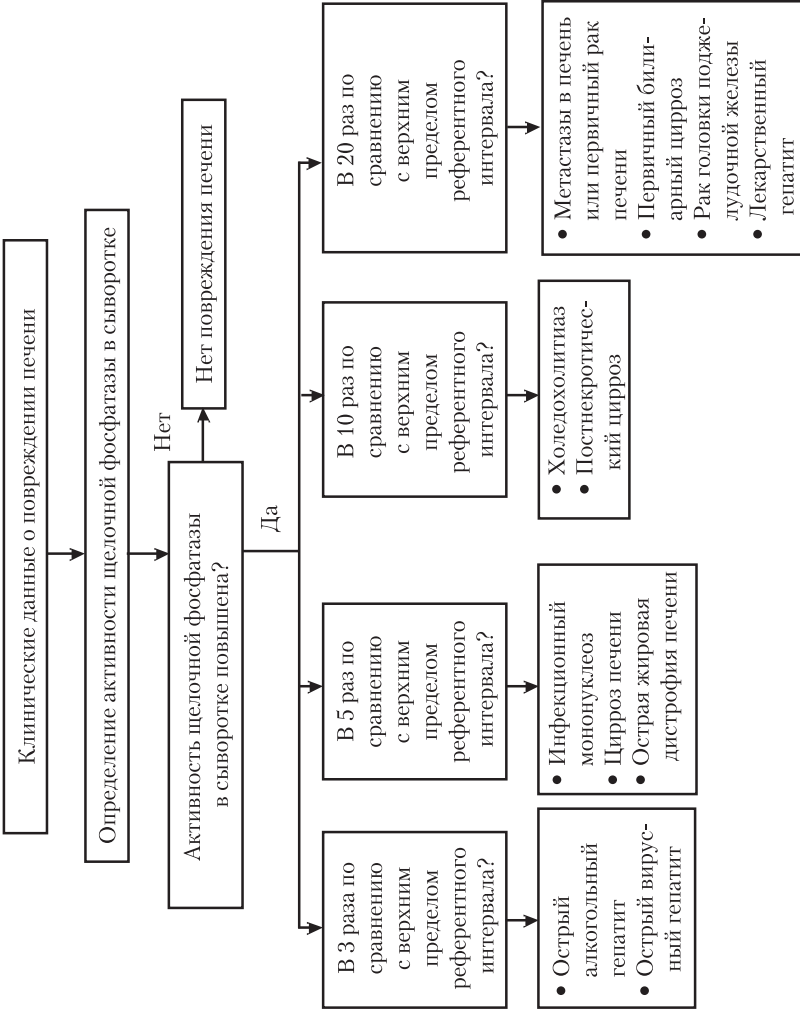 Клинические данные о повреждении печени
Определение активности щелочной фосфатазы в сыворотке
Активность щелочной фосфатазы
в сыворотке повышена?
Нет
Нет повреждения печени
Да
В 3 раза по
сравнению
с верхним
пределом
референтного
интервала?
В 5 раз по
сравнению
с верхним
пределом
референтного
интервала?
В 10 раз по
сравнению
с верхним
пределом
референтного
интервала?
В 20 раз по
сравнению
с верхним
пределом
референтного
интервала?
• Острый
алкогольный
гепатит
• Острый вирус-
ный гепатит
• Инфекционный
мононуклеоз
• Цирроз печени
• Острая жировая
дистрофия печени
• Холедохолитиаз
• Постнекротичес-
кий цирроз
• Метастазы в печень
или первичный рак
печени
• Первичный били-
арный цирроз
• Рак головки подже-
лудочной железы
• Лекарственный
гепатит